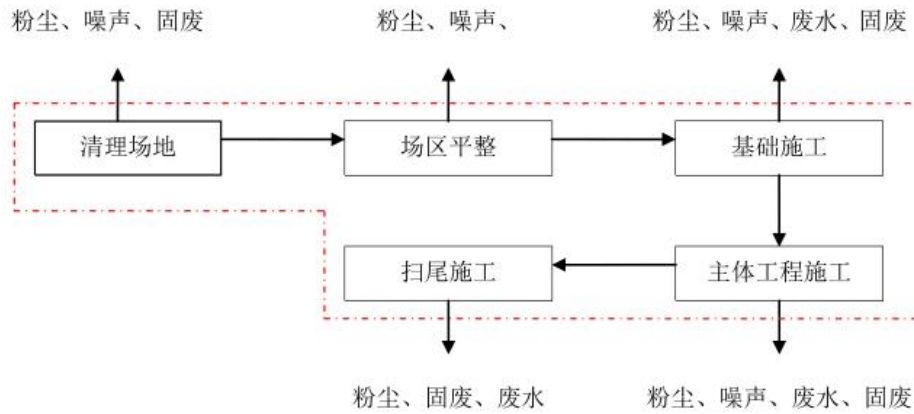 粉尘、噪声、固废
粉尘、噪声、
粉尘、噪声、废水、固废
清理场地
场区平整
基础施工
扫尾施工
主体工程施工
粉尘、固废、废水
粉尘、噪声、废水、固废